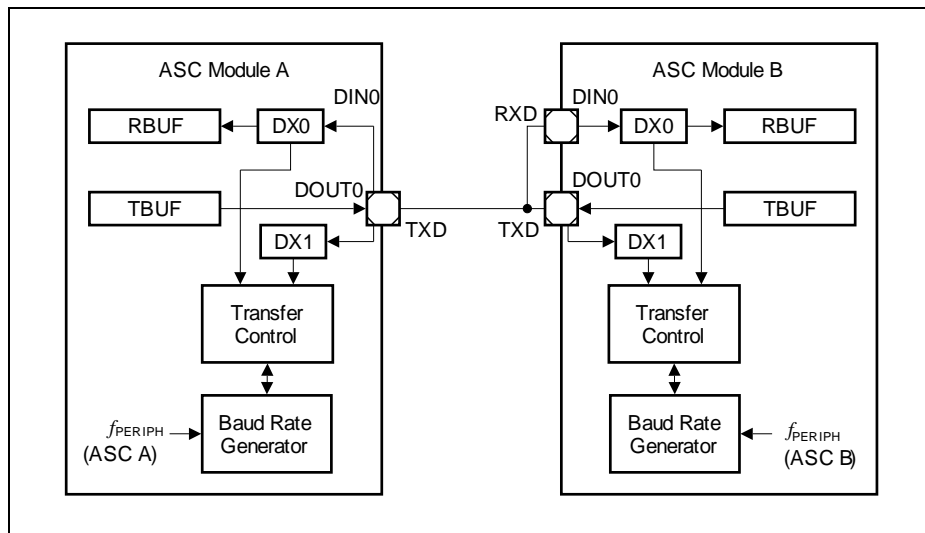 ASC Module A
DIN0
RBUF
DX0
DOUT0
TBUF
TXD
DX1
Transfer
Control
Baud Rate
Generator
fPERIPH
(ASC A)
ASC Module B
RXD
DIN0
DX0
RBUF
DOUT0
TXD
TBUF
DX1
Transfer
Control
Baud Rate
Generator
fPERIPH
(ASC B)